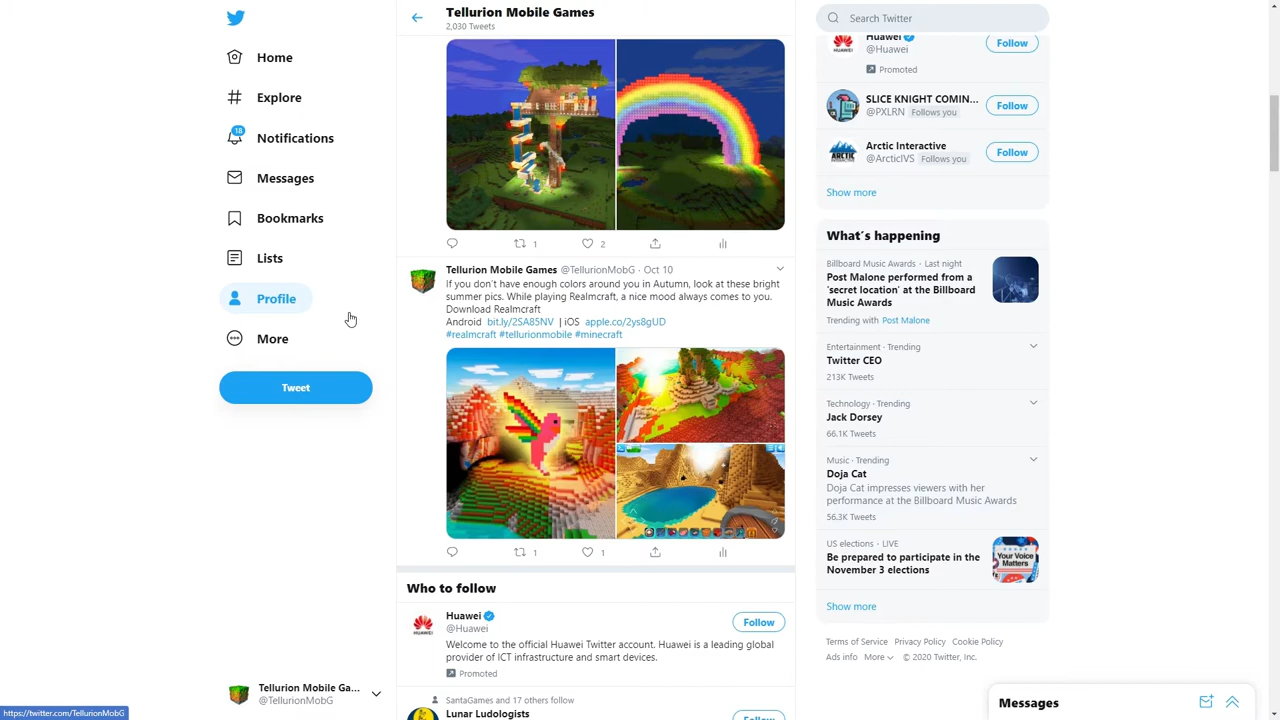 Home
Explore
18
Notifications
Messages
Bookmarks
Lists
Profile
More
Tweet
Tellurion Mobile Ga...
@TellurionMobG
https://twitter.com/TellurionMobG
Tellurion Mobile Games
2,030 Tweets
1
2
Tellurion Mobile Games @TellurionMobG · Oct 10
If you don't have enough colors around you in Autumn, look at these bright
summer pics. While playing Realmcraft, a nice mood always comes to you.
Download Realmcraft
Android bit.ly/2SA85NV | iOS apple.co/2ys8gUD
#realmcraft #tellurionmobile #minecraft
1
1
Who to follow
Huawei
@Huawei
Follow
HUAWEI
Welcome to the official Huawei Twitter account. Huawei is a leading global
provider of ICT infrastructure and smart devices.
Promoted
SantaGames and 17 others follow
Lunar Ludologists
Follow
Search Twitter
Huawei
@Huawei
Follow
HUAWEI
Promoted
SLICE KNIGHT COMIN...
@PXLRN Follows you
Follow
Arctic Interactive
@ArcticIVS Follows you
Follow
ARCTIC
Show more
What's happening
Billboard Music Awards · Last night
Post Malone performed from a
'secret location' at the Billboard
Music Awards
Trending with Post Malone
Entertainment · Trending
Twitter CEO
213K Tweets
Technology · Trending
Jack Dorsey
66.1K Tweets
Music · Trending
Doja Cat
Doja Cat impresses viewers with her
performance at the Billboard Music Awards
56.3K Tweets
US elections · LIVE
Be prepared to participate in the
November 3 elections
Your Voice
Matters
Show more
Terms of Service Privacy Policy Cookie Policy
Ads info More © 2020 Twitter, Inc.
Messages